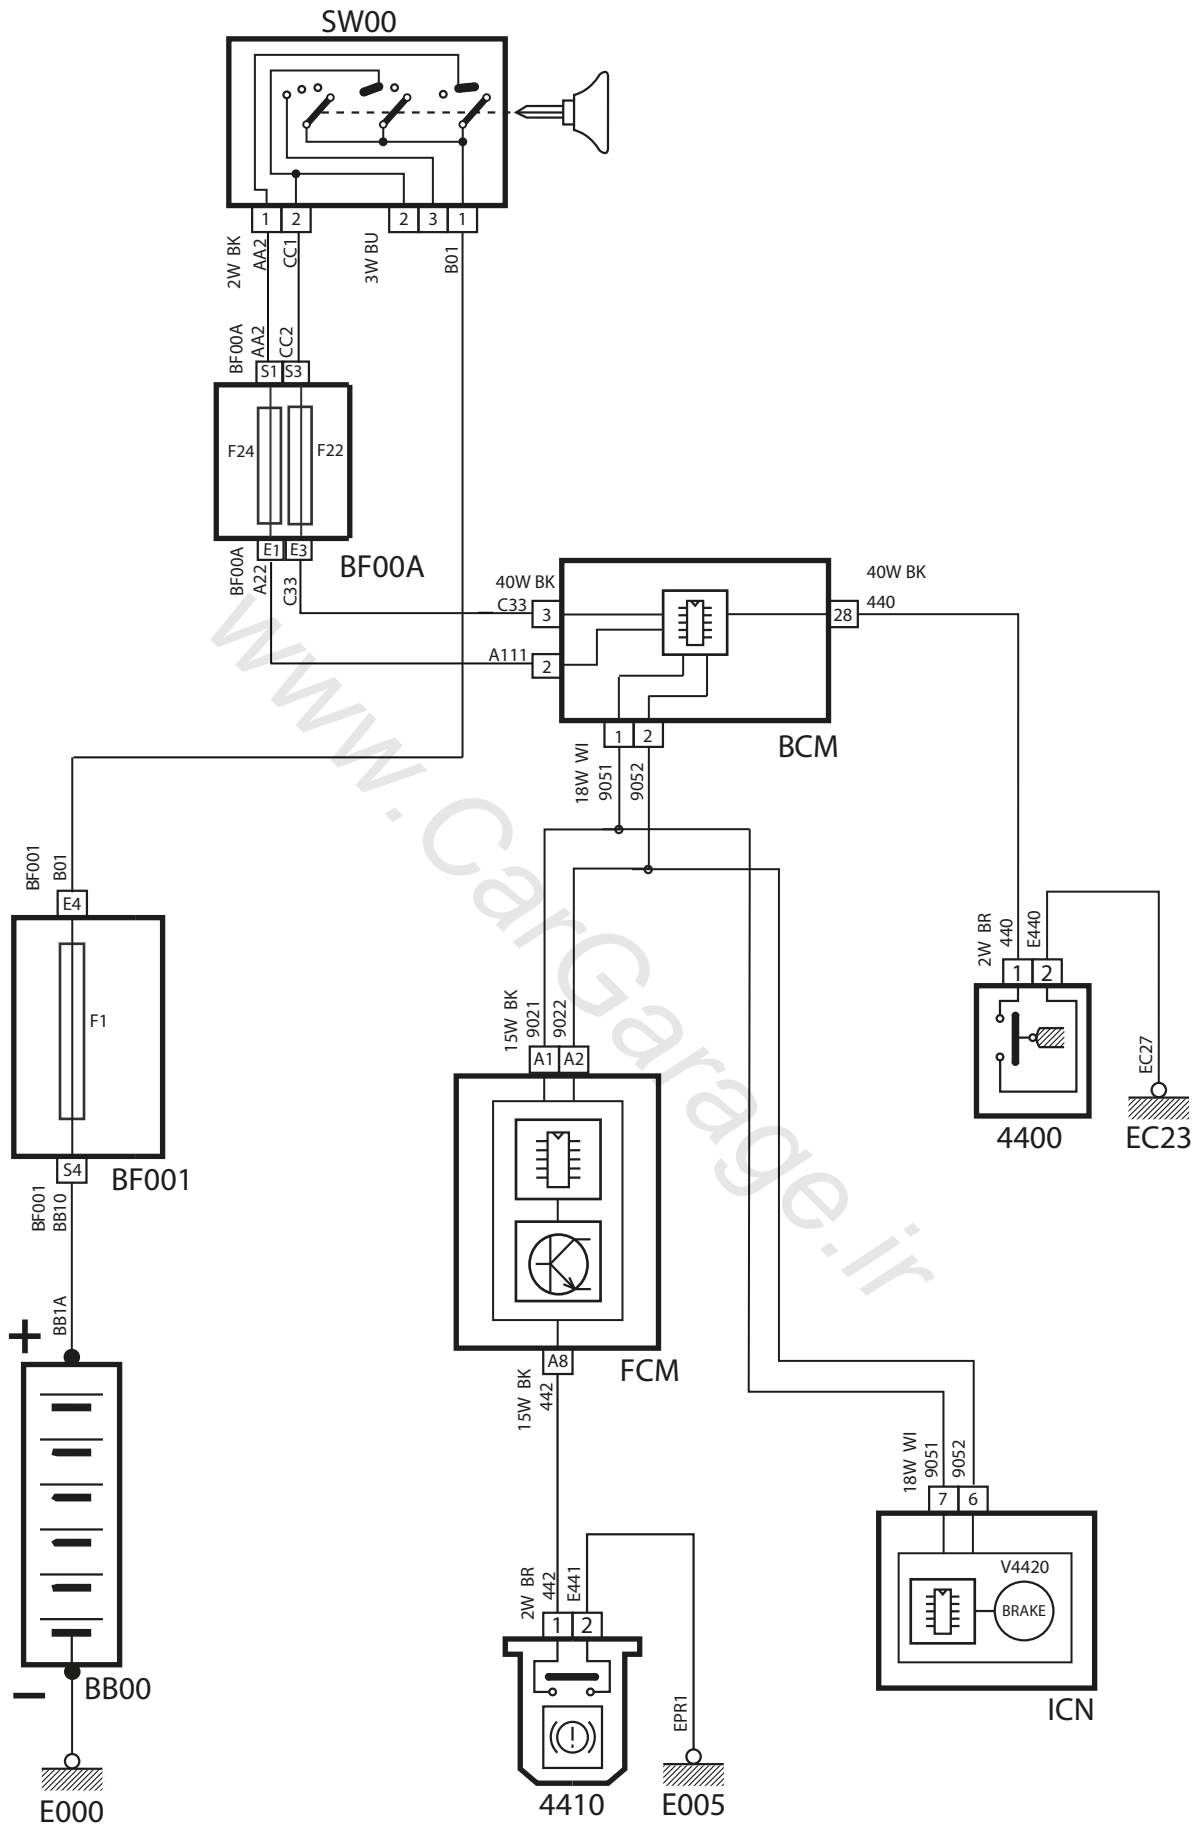 SW00
1 2 2 3 1
2W BK
AA2
CC1
3W BU
B01
BF00A
AA2
CC2
S1 S3
F24 F22
E1 E3
BF00A
A22
C33
BF00A
40W BK
C33
3
A111
2
28
40W BK
440
1 2
BCM
18W WI
9051
9052
BF001
B01
E4
F1
S4
BF001
BF001
BB10
BB1A
+
−
BB00
E000
15W BK
9021
9022
A1 A2
A8
FCM
15W BK
442
2W BR
442
E441
1 2
4410
EPR1
E005
2W BR
440
E440
1 2
4400
EC27
EC23
18W WI
9051
9052
7 6
V4420
BRAKE
ICN
www.CarGarage.ir